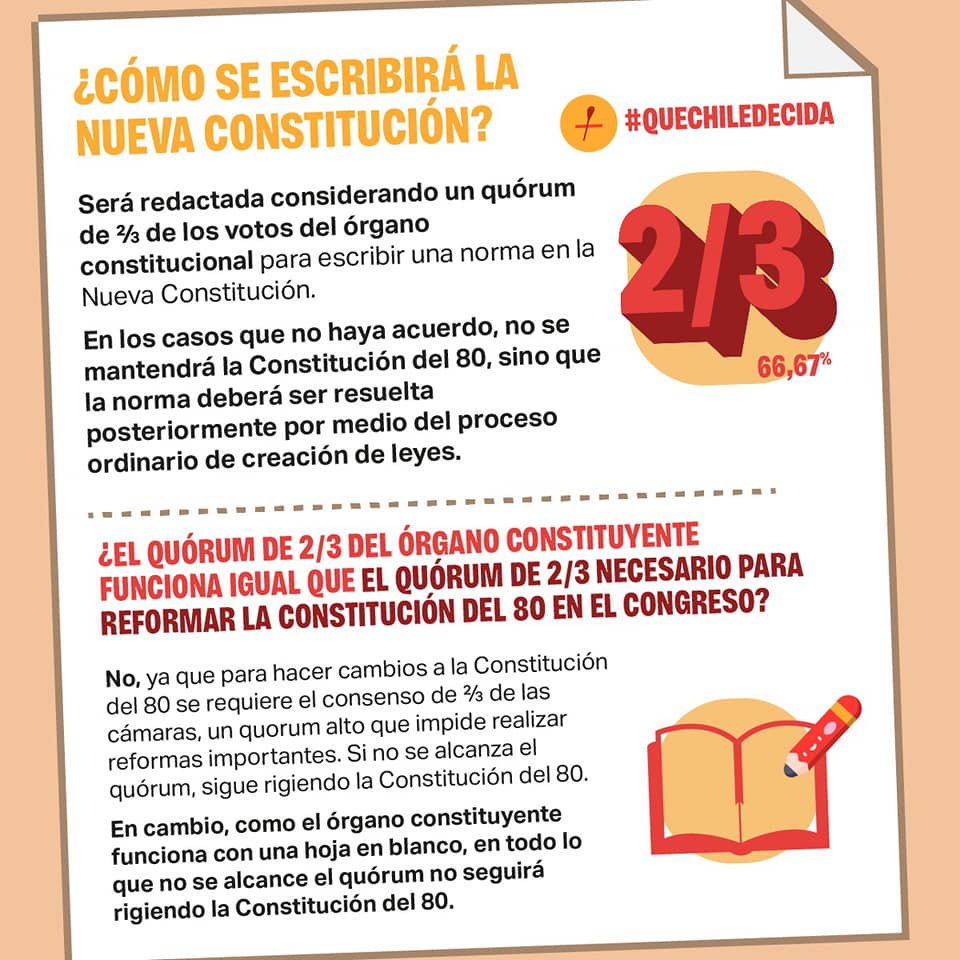 ¿CÓMO SE ESCRIBIRÁ LA
NUEVA CONSTITUCIÓN?
#QUECHILEDECIDA
Será redactada considerando un quórum
de ⅔ de los votos del órgano
constitucional para escribir una norma en la
Nueva Constitución.
2/3
66,67%
En los casos que no haya acuerdo, no se
mantendrá la Constitución del 80, sino que
la norma deberá ser resuelta
posteriormente por medio del proceso
ordinario de creación de leyes.
¿EL QUÓRUM DE 2/3 DEL ÓRGANO CONSTITUYENTE
FUNCIONA IGUAL QUE EL QUÓRUM DE 2/3 NECESARIO PARA
REFORMAR LA CONSTITUCIÓN DEL 80 EN EL CONGRESO?
No, ya que para hacer cambios a la Constitución
del 80 se requiere el consenso de ⅔ de las
cámaras, un quorum alto que impide realizar
reformas importantes. Si no se alcanza el
quórum, sigue rigiendo la Constitución del 80.
En cambio, como el órgano constituyente
funciona con una hoja en blanco, en todo lo
que no se alcance el quórum no seguirá
rigiendo la Constitución del 80.